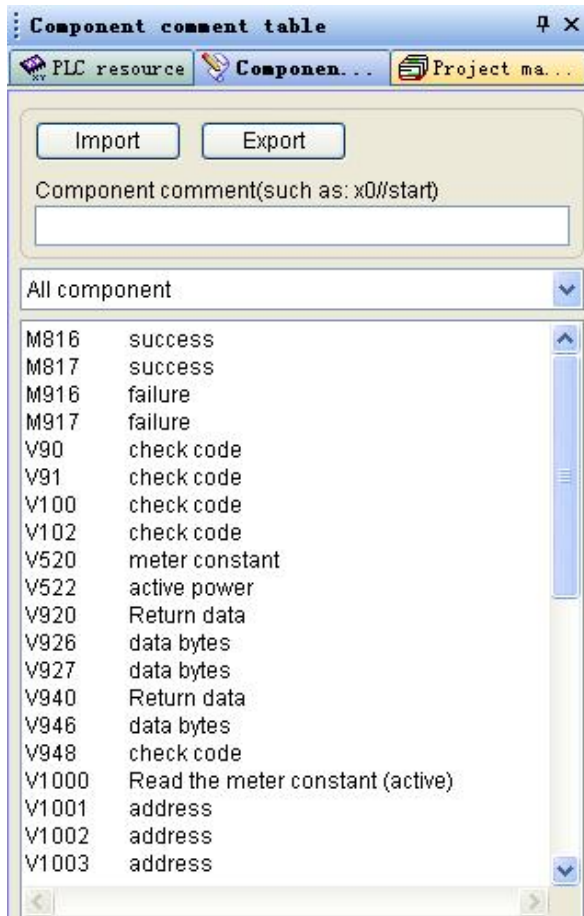 Component comment table
PLC resource Componen... Project ma...
Import Export
Component comment(such as: x0//start)
All component
M816 success
M817 success
M916 failure
M917 failure
V90 check code
V91 check code
V100 check code
V102 check code
V520 meter constant
V522 active power
V920 Return data
V926 data bytes
V927 data bytes
V940 Return data
V946 data bytes
V948 check code
V1000 Read the meter constant (active)
V1001 address
V1002 address
V1003 address